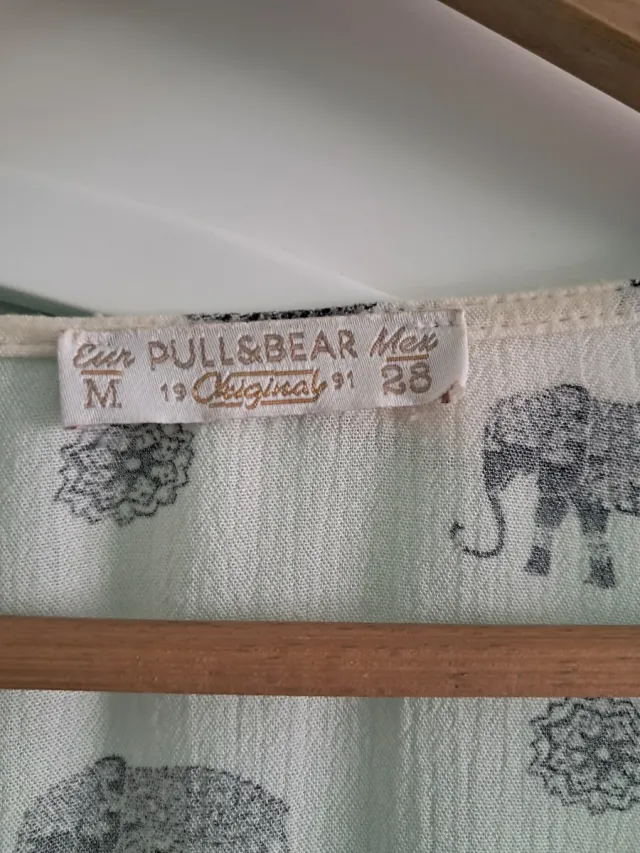 Eur PULL&BEAR Mex
M 19 Original 91 28